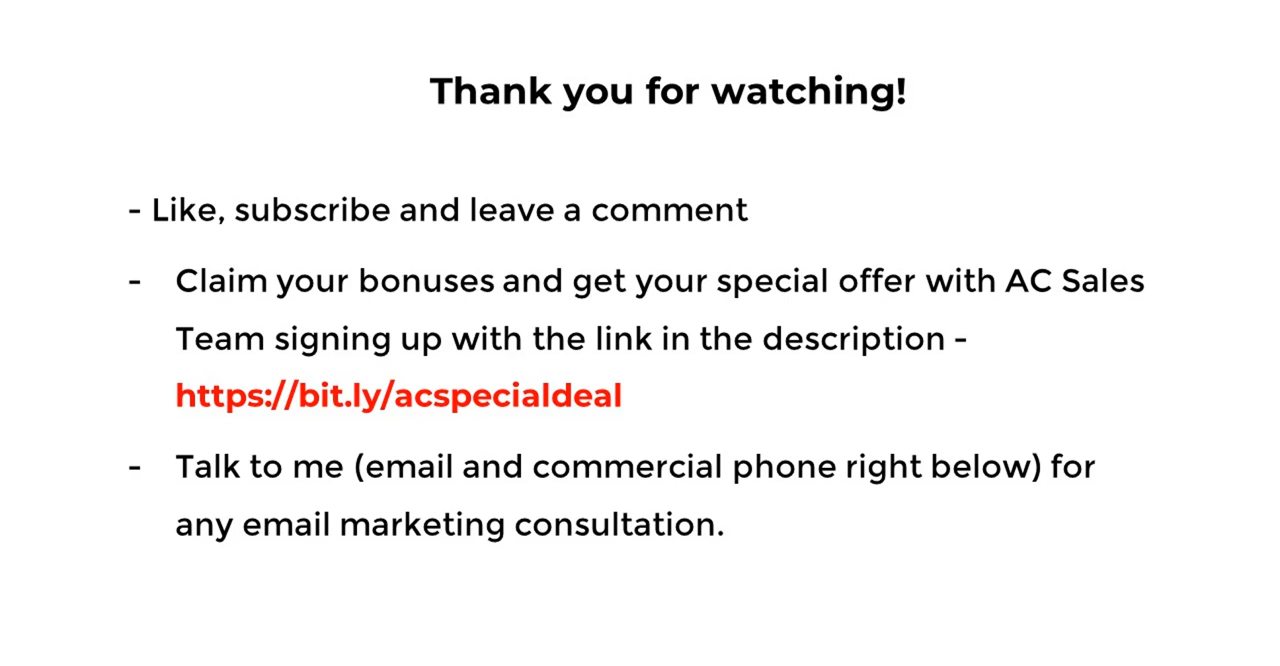 Thank you for watching!
- Like, subscribe and leave a comment
- Claim your bonuses and get your special offer with AC Sales
Team signing up with the link in the description -
https://bit.ly/acspecialdeal
- Talk to me (email and commercial phone right below) for
any email marketing consultation.